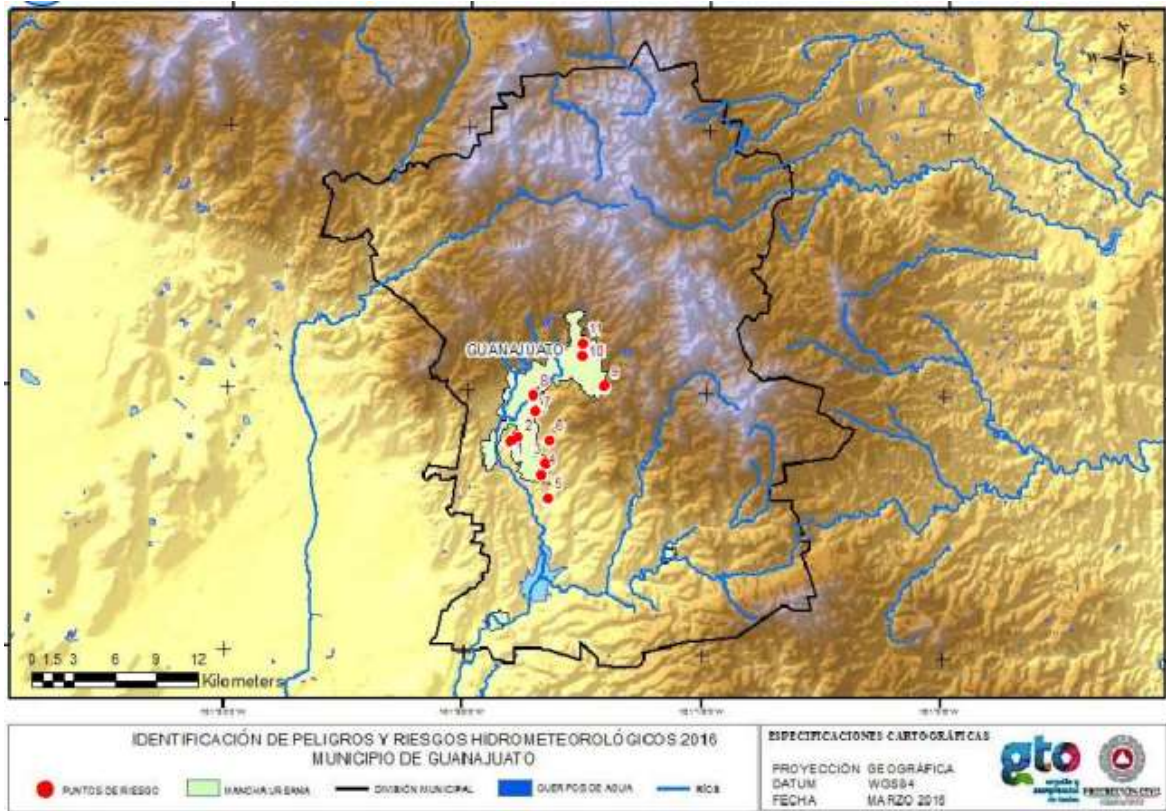 N
W E
S
GUANAJUATO
11
10
9
8
7
2
6
1
3
4
5
0 1.5 3 6 9 12
Kilometers
IDENTIFICACIÓN DE PELIGROS Y RIESGOS HIDROMETEOROLÓGICOS 2016
MUNICIPIO DE GUANAJUATO
PUNTOS DE RIESGO
MANCHA URBANA
DIVISIÓN MUNICIPAL
CUERPOS DE AGUA
RÍOS
ESPECIFICACIONES CARTOGRÁFICAS
PROYECCIÓN GEOGRÁFICA
DATUM WGS84
FECHA MARZO 2016
gto
PROTECCIÓN CIVIL